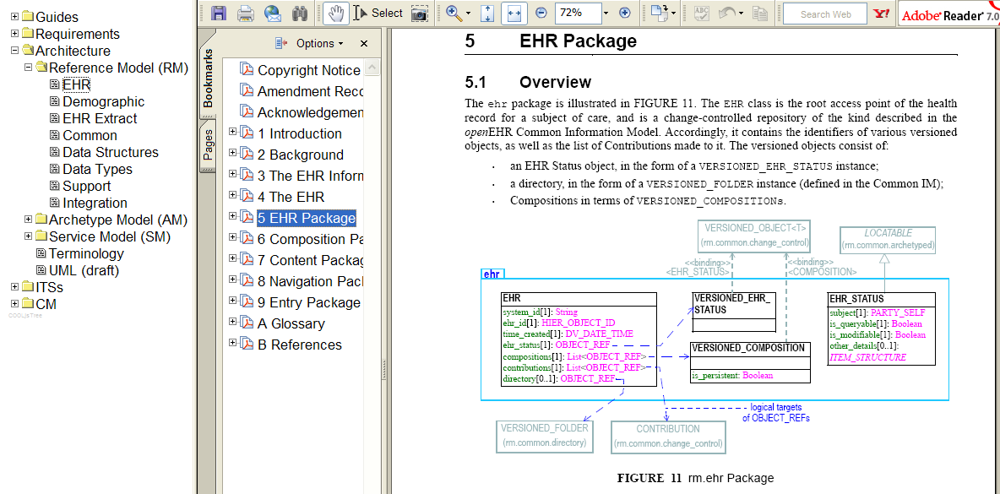 Guides
Requirements
Architecture
Reference Model (RM)
EHR
Demographic
EHR Extract
Common
Data Structures
Data Types
Support
Integration
Archetype Model (AM)
Service Model (SM)
Terminology
UML (draft)
ITSs
CM
COOLjsTree
Select
72%
ABC
Search Web
Y!
Adobe® Reader® 7.0
Bookmarks
Pages
Options
Copyright Notice
Amendment Reco
Acknowledgemen
1 Introduction
2 Background
3 The EHR Inform
4 The EHR
5 EHR Package
6 Composition Pa
7 Content Packag
8 Navigation Pack
9 Entry Package
A Glossary
B References
5 EHR Package
5.1 Overview
The ehr package is illustrated in FIGURE 11. The EHR class is the root access point of the health
record for a subject of care, and is a change-controlled repository of the kind described in the
openEHR Common Information Model. Accordingly, it contains the identifiers of various versioned
objects, as well as the list of Contributions made to it. The versioned objects consist of:
· an EHR Status object, in the form of a VERSIONED_EHR_STATUS instance;
· a directory, in the form of a VERSIONED_FOLDER instance (defined in the Common IM);
· Compositions in terms of VERSIONED_COMPOSITIONs.
VERSIONED_OBJECT<T>
(rm.common.change_control)
LOCATABLE
(rm.common.archetyped)
<<binding>>
<EHR_STATUS>
<<binding>>
<COMPOSITION>
ehr
EHR
system_id[1]: String
ehr_id[1]: HIER_OBJECT_ID
time_created[1]: DV_DATE_TIME
ehr_status[1]: OBJECT_REF
compositions[1]: List<OBJECT_REF>
contributions[1]: List<OBJECT_REF>
directory[0..1]: OBJECT_REF
VERSIONED_EHR_
STATUS
VERSIONED_COMPOSITION
is_persistent: Boolean
EHR_STATUS
subject[1]: PARTY_SELF
is_queryable[1]: Boolean
is_modifiable[1]: Boolean
other_details[0..1]:
ITEM_STRUCTURE
logical targets
of OBJECT_REFs
VERSIONED_FOLDER
(rm.common.directory)
CONTRIBUTION
(rm.common.change_control)
FIGURE 11 rm.ehr Package